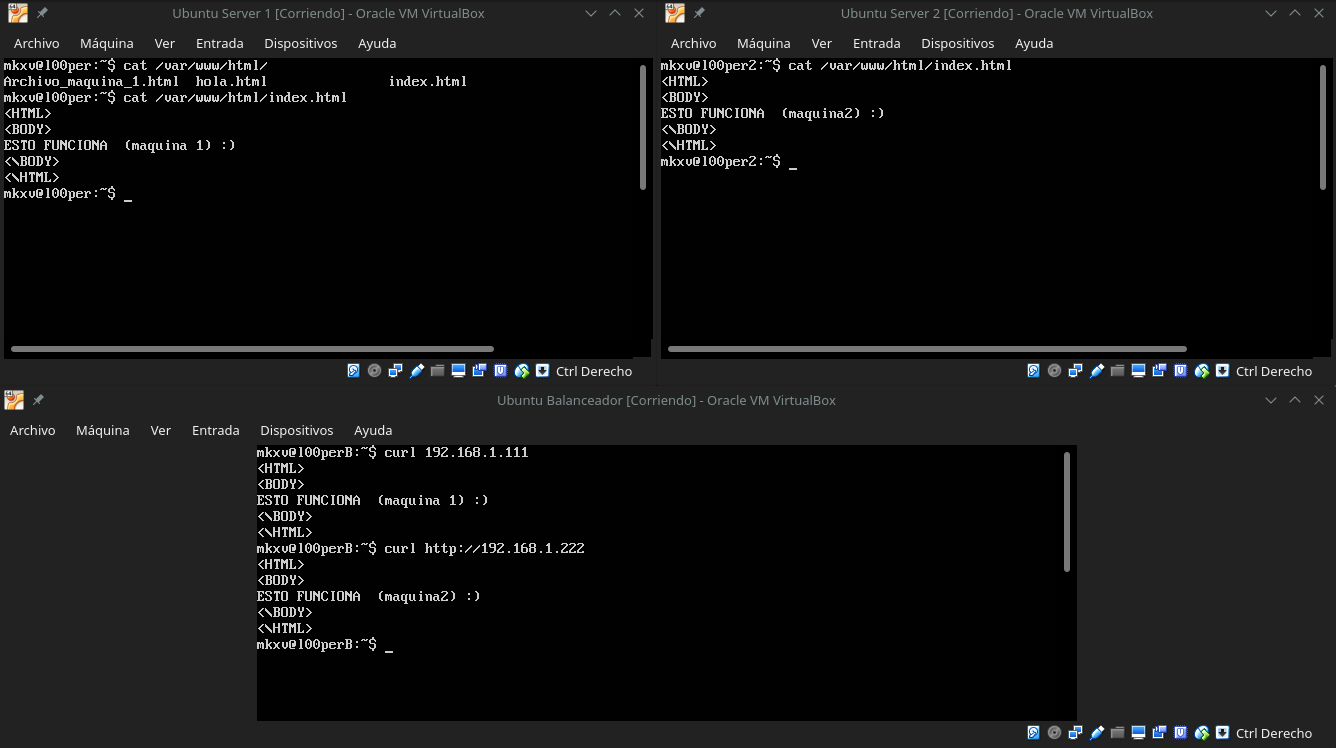 Ubuntu Server 1 [Corriendo] - Oracle VM VirtualBox
Archivo Máquina Ver Entrada Dispositivos Ayuda
mkxv@l00per:~$ cat /var/www/html/
Archivo_maquina_1.html hola.html index.html
mkxv@l00per:~$ cat /var/www/html/index.html
<HTML>
<BODY>
ESTO FUNCIONA  (maquina 1) :)
<\BODY>
<\HTML>
mkxv@l00per:~$ _
Ctrl Derecho
Ubuntu Server 2 [Corriendo] - Oracle VM VirtualBox
Archivo Máquina Ver Entrada Dispositivos Ayuda
mkxv@l00per2:~$ cat /var/www/html/index.html
<HTML>
<BODY>
ESTO FUNCIONA  (maquina2) :)
<\BODY>
<\HTML>
mkxv@l00per2:~$ _
Ctrl Derecho
Ubuntu Balanceador [Corriendo] - Oracle VM VirtualBox
Archivo Máquina Ver Entrada Dispositivos Ayuda
mkxv@l00perB:~$ curl 192.168.1.111
<HTML>
<BODY>
ESTO FUNCIONA  (maquina 1) :)
<\BODY>
<\HTML>
mkxv@l00perB:~$ curl http://192.168.1.222
<HTML>
<BODY>
ESTO FUNCIONA  (maquina2) :)
<\BODY>
<\HTML>
mkxv@l00perB:~$ _
Ctrl Derecho